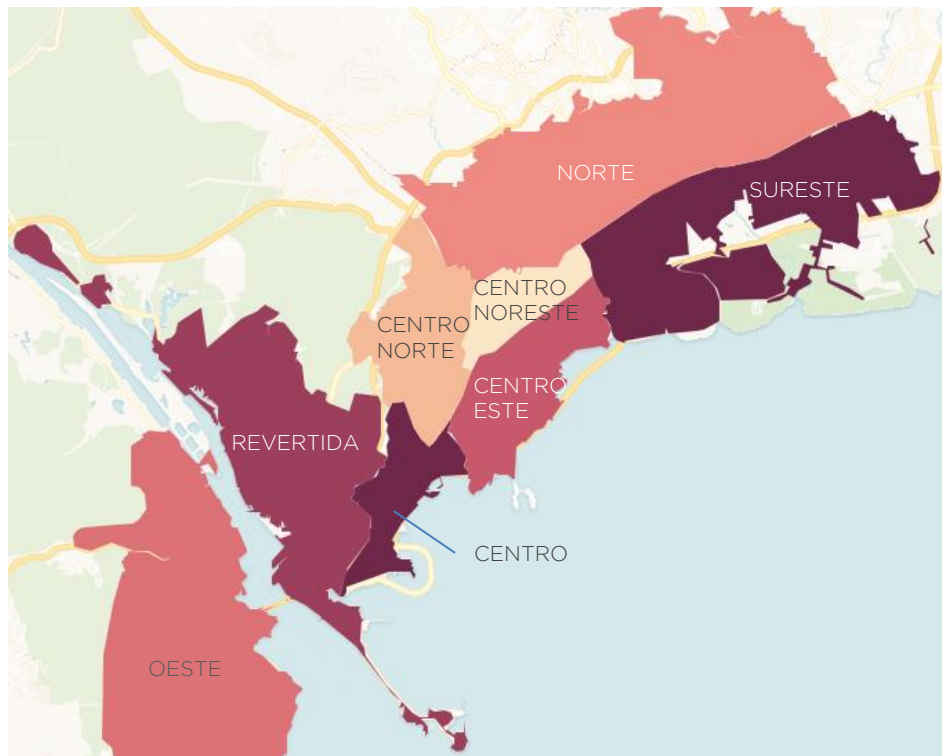 NORTE
SURESTE
CENTRO
NORESTE
CENTRO
NORTE
CENTRO
ESTE
REVERTIDA
CENTRO
OESTE